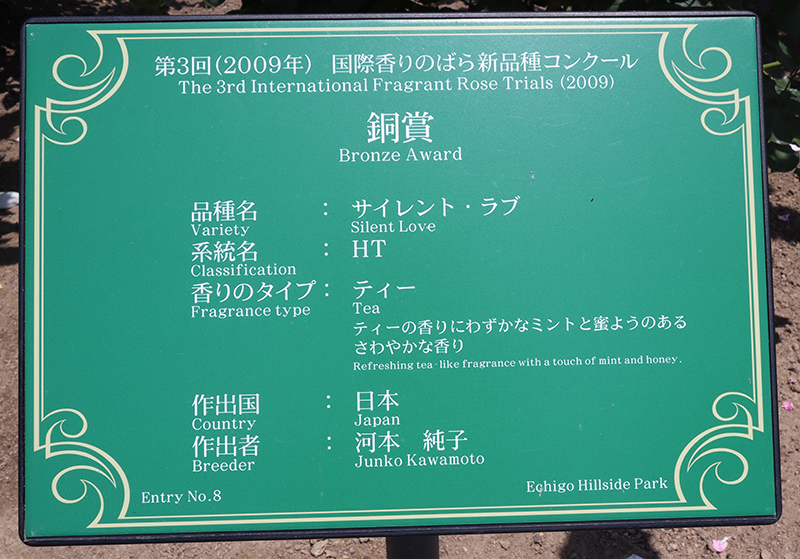 第3回(2009年) 国際香りのばら新品種コンクール
The 3rd International Fragrant Rose Trials (2009)
銅賞
Bronze Award
品種名 : サイレント・ラブ
Variety Silent Love
系統名 : HT
Classification
香りのタイプ : ティー
Fragrance type Tea
ティーの香りにわずかなミントと蜜ようのある
さわやかな香り
Refreshing tea-like fragrance with a touch of mint and honey.
作出国 : 日本
Country Japan
作出者 : 河本 純子
Breeder Junko Kawamoto
Entry No.8 Echigo Hillside Park